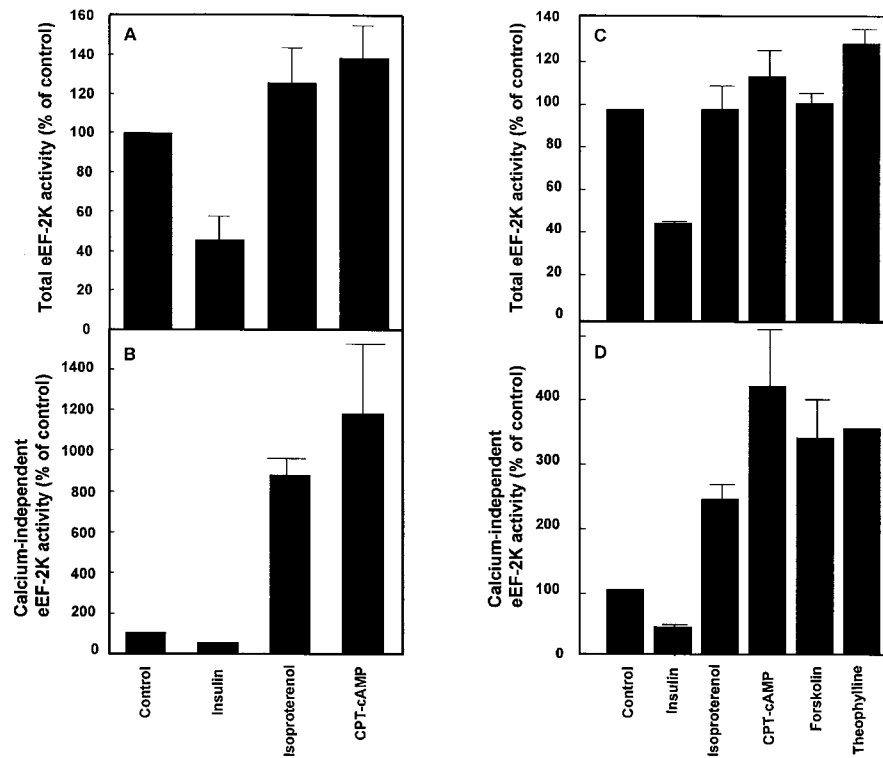 A
Total eEF-2K activity (% of control)
160
140
120
100
80
60
40
20
0
B
Calcium-independent
eEF-2K activity (% of control)
1400
1200
1000
800
600
400
200
0
Control
Insulin
Isoproterenol
CPT-cAMP
C
Total eEF-2K activity (% of control)
140
120
100
80
60
40
20
0
D
Calcium-independent
eEF-2K activity (% of control)
400
300
200
100
0
Control
Insulin
Isoproterenol
CPT-cAMP
Forskolin
Theophylline